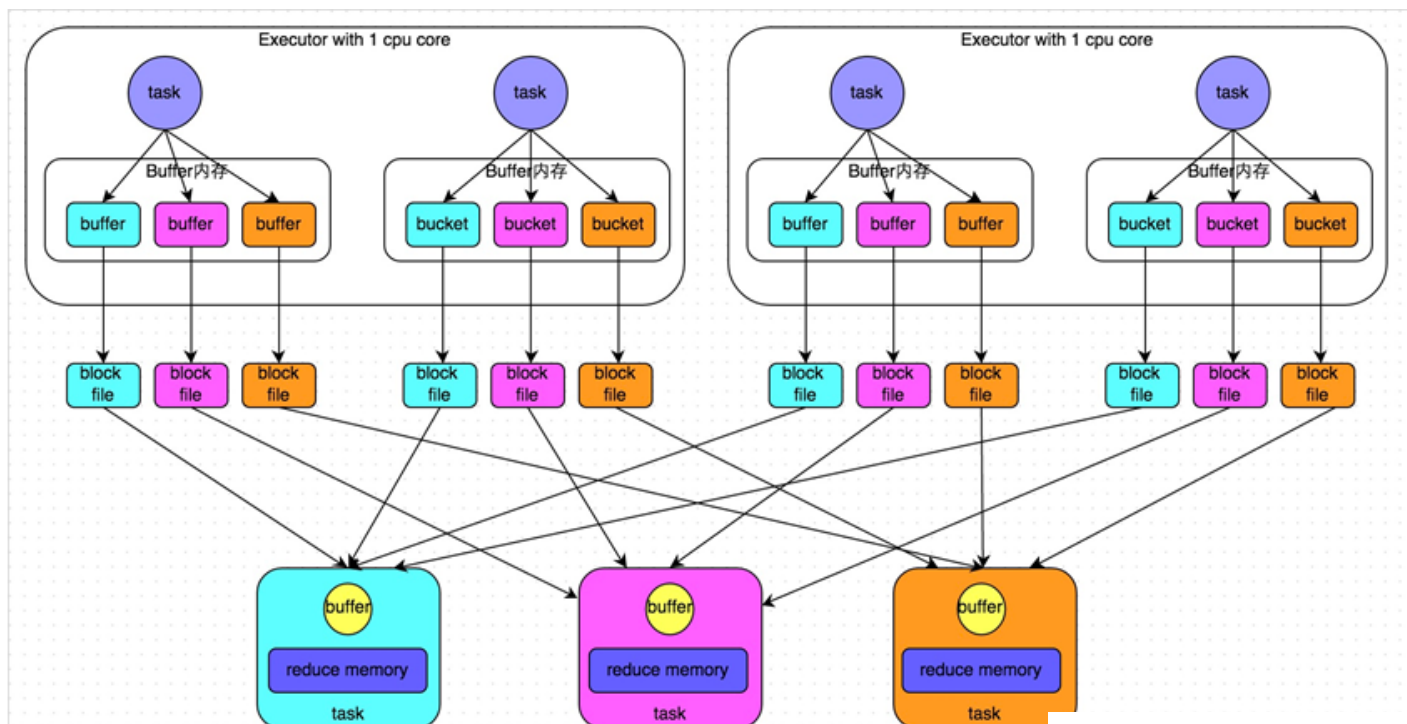 Executor with 1 cpu core
Executor with 1 cpu core
task
task
task
task
Buffer内存
Buffer内存
Buffer内存
Buffer内存
buffer
buffer
buffer
bucket
bucket
bucket
buffer
buffer
buffer
bucket
bucket
bucket
block
file
block
file
block
file
block
file
block
file
block
file
block
file
block
file
block
file
block
file
block
file
block
file
buffer
buffer
buffer
reduce memory
reduce memory
reduce memory
task
task
task